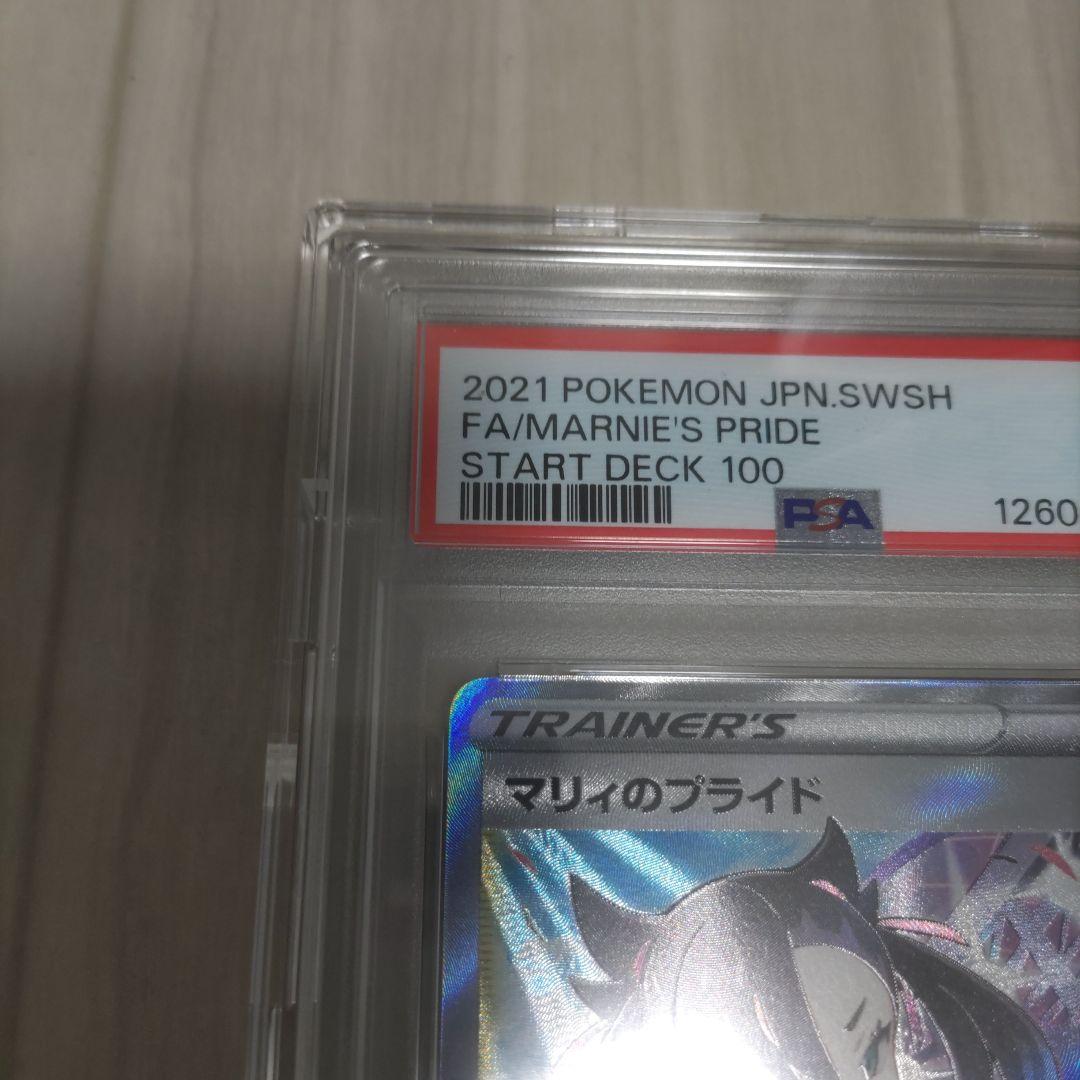 2021 POKEMON JPN.SWSH
FA/MARNIE'S PRIDE
START DECK 100
PSA
1260
TRAINER'S
マリィのプライド